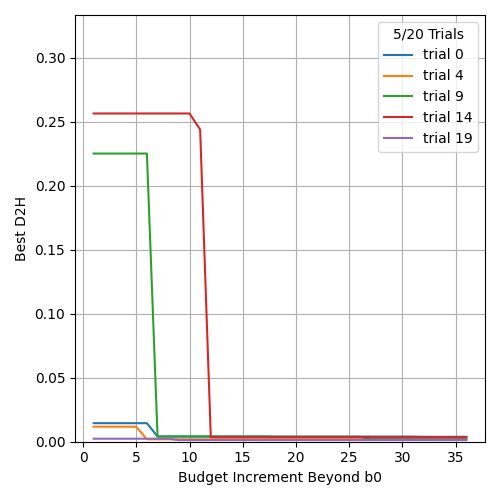 5/20 Trials
trial 0
trial 4
trial 9
trial 14
trial 19
Best D2H
0.30
0.25
0.20
0.15
0.10
0.05
0.00
0 5 10 15 20 25 30 35
Budget Increment Beyond b0